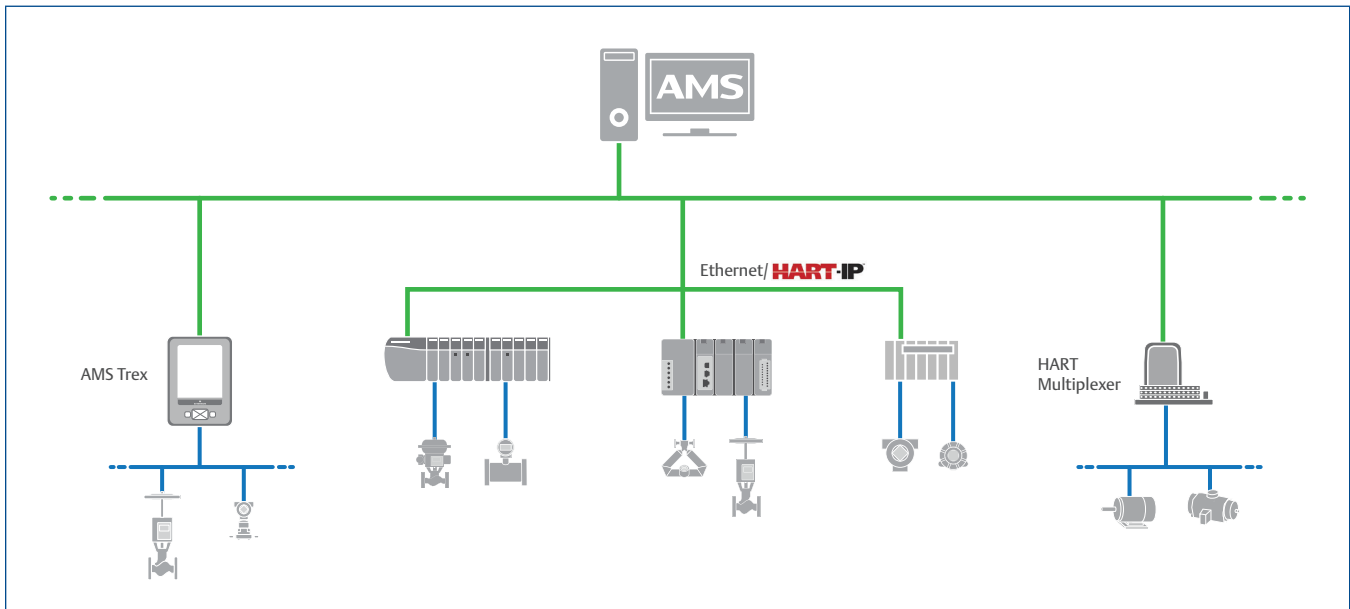 AMS
Ethernet/ HART-IP
AMS Trex
HART
Multiplexer